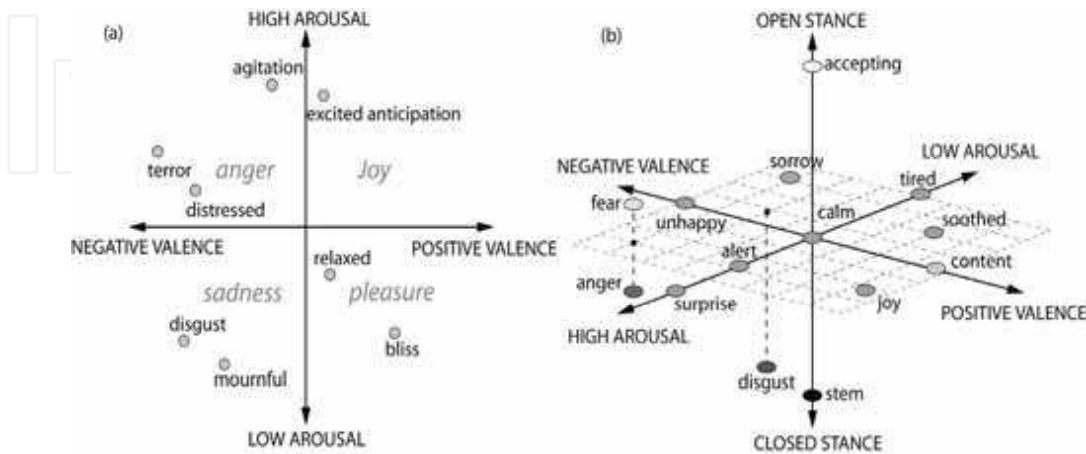 (a)
HIGH AROUSAL
agitation
excited anticipation
terror
anger
Joy
distressed
NEGATIVE VALENCE
POSITIVE VALENCE
relaxed
sadness
pleasure
disgust
bliss
mournful
LOW AROUSAL
(b)
OPEN STANCE
accepting
NEGATIVE VALENCE
sorrow
LOW AROUSAL
tired
fear
unhappy
calm
soothed
alert
content
anger
surprise
joy
HIGH AROUSAL
POSITIVE VALENCE
disgust
stem
CLOSED STANCE